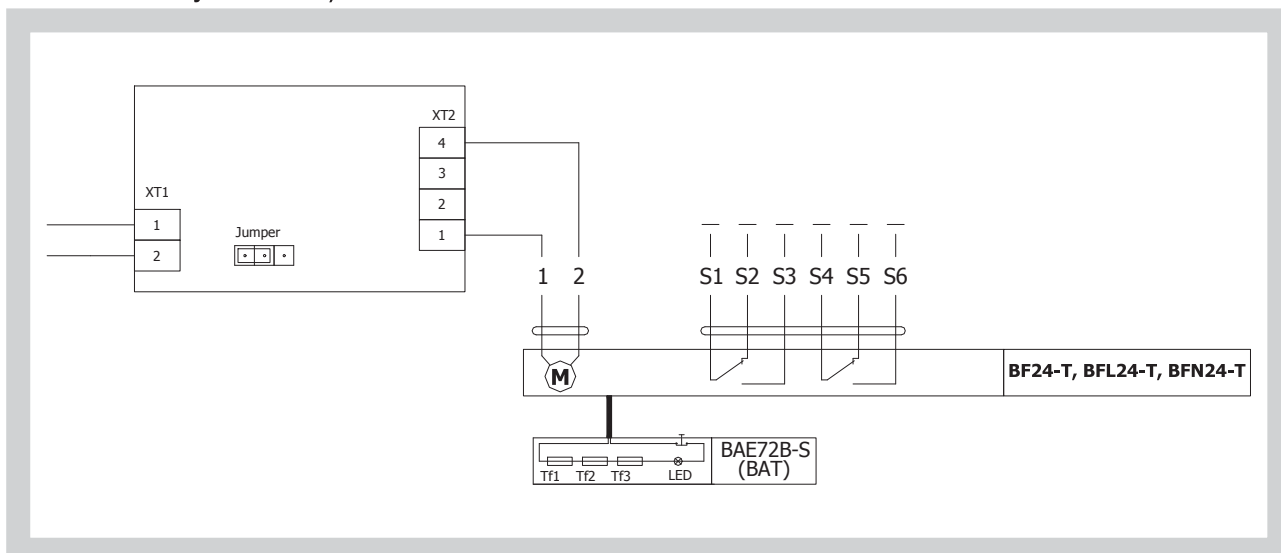 XT2
4
3
2
1
XT1
1
2
Jumper
1 2 S1 S2 S3 S4 S5 S6
M
BF24-T, BFL24-T, BFN24-T
BAE72B-S
(BAT)
Tf1 Tf2 Tf3 LED